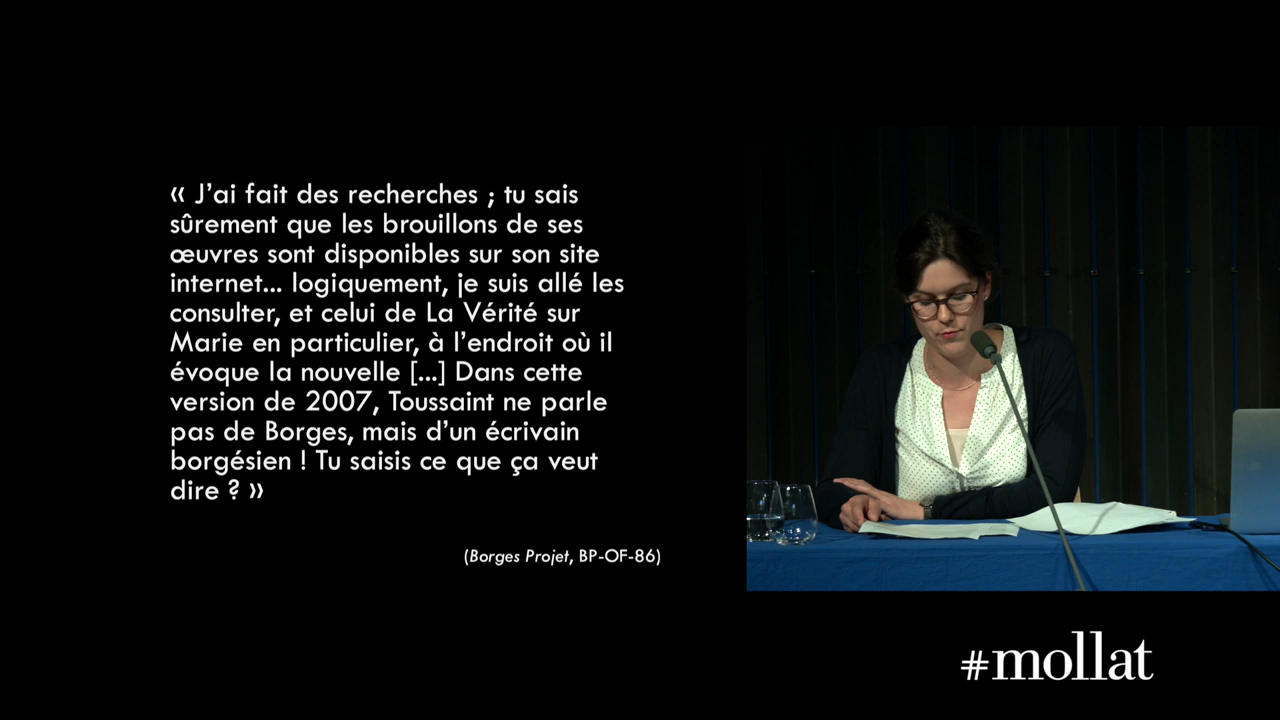 « J’ai fait des recherches ; tu sais
sûrement que les brouillons de ses
œuvres sont disponibles sur son site
internet... logiquement, je suis allé les
consulter, et celui de La Vérité sur
Marie en particulier, à l’endroit où il
évoque la nouvelle [...] Dans cette
version de 2007, Toussaint ne parle
pas de Borges, mais d’un écrivain
borgésien ! Tu saisis ce que ça veut
dire ? »
(Borges Projet, BP-OF-86)
#mollat